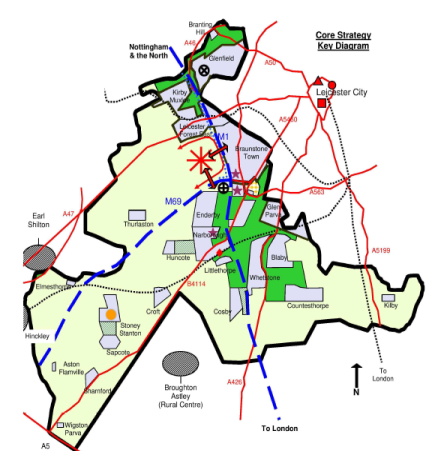 Core Strategy
Key Diagram
Branting
Hill
A46
Nottingham
& the North
Glenfield
A50
Kirby
Muxloe
Leicester City
A5460
Leicester
Forest East
M1
Braunstone
Town
A563
M69
A47
Earl
Shilton
Thurlaston
Enderby
Glen
Parva
Narborough
A5199
Huncote
Blaby
Littlethorpe
Whetstone
Elmesthorpe
B4114
Croft
Cosby
Countesthorpe
Kilby
Stoney
Stanton
Hinckley
Sapcote
Aston
Flamville
Sharnford
Broughton
Astley
(Rural Centre)
A426
To
London
N
Wigston
Parva
To London
A5